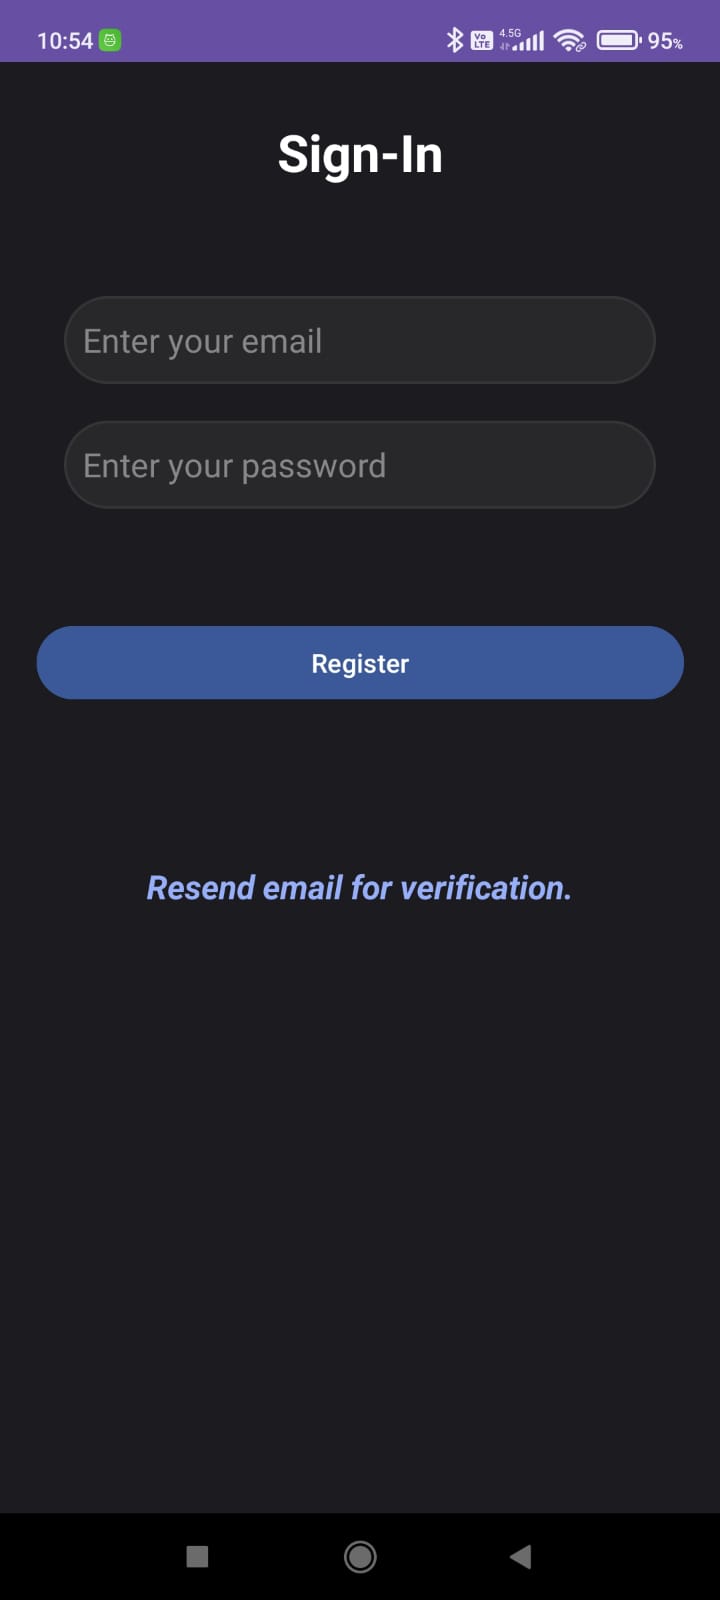 10:54 Vo LTE 4.5G 95%
Sign-In
Enter your email
Enter your password
Register
Resend email for verification.